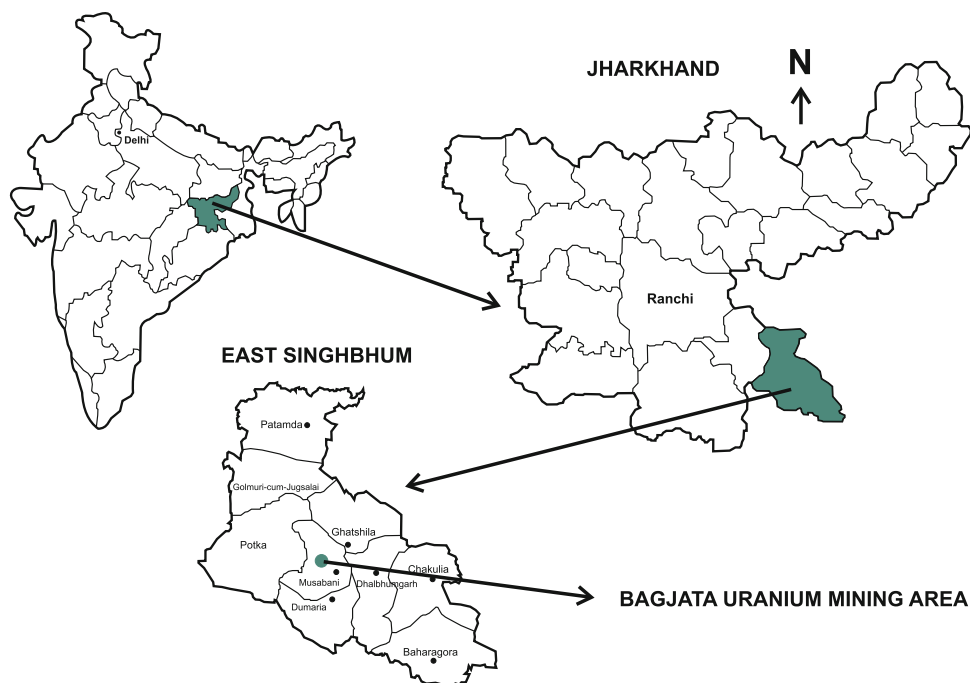 JHARKHAND
N
Delhi
Ranchi
EAST SINGHBHUM
Patamda
Golmuri-cum-Jugsalai
Ghatshila
Potka
Chakulia
Musabani
Dhalbhumgarh
Dumaria
BAGJATA URANIUM MINING AREA
Baharagora